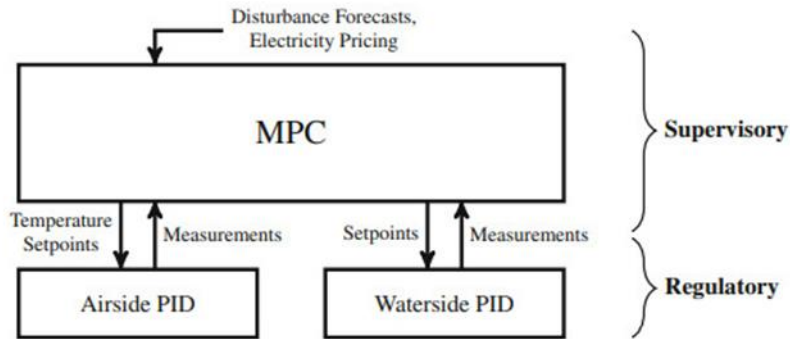 Disturbance Forecasts,
Electricity Pricing
MPC
Supervisory
Temperature
Setpoints
Measurements
Setpoints
Measurements
Airside PID
Waterside PID
Regulatory